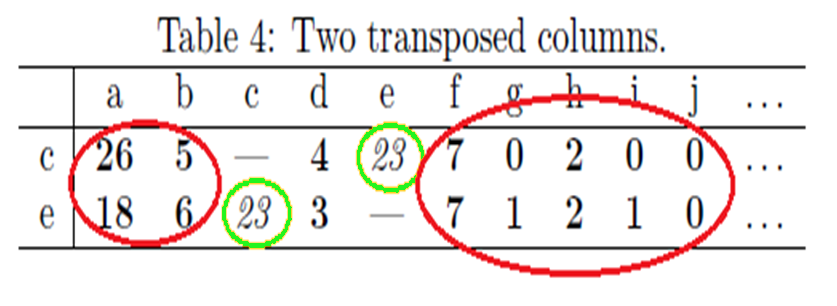 Table 4: Two transposed columns.
a b c d e f g h i j ...
c 26 5 — 4 23 7 0 2 0 0 ...
e 18 6 23 3 — 7 1 2 1 0 ...